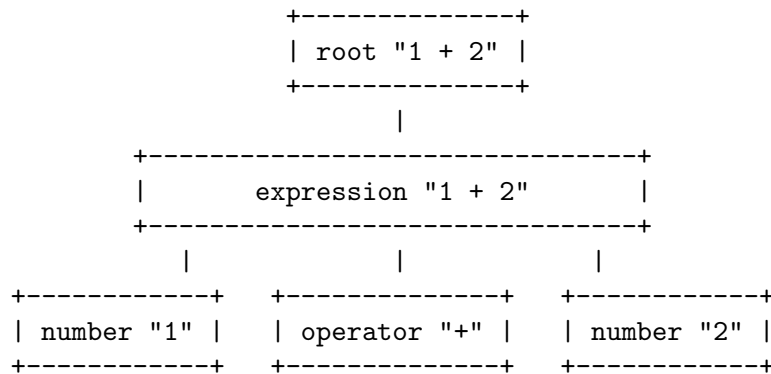 root "1 + 2"
expression "1 + 2"
number "1" operator "+" number "2"